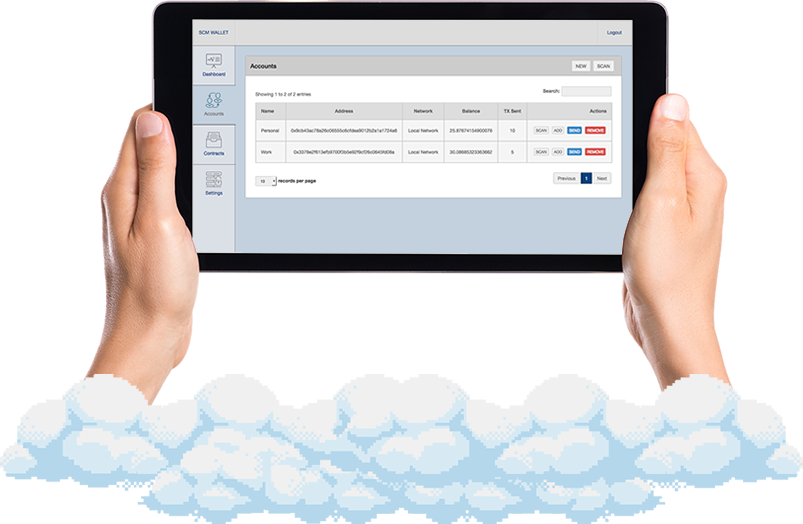 SCM WALLET Logout
Dashboard
Accounts
Contracts
Settings
Accounts NEW SCAN
Showing 1 to 2 of 2 entries Search:
Name Address Network Balance TX Sent Actions
Personal Local Network 25.87674154900078 10 SCAN ADD SEND REMOVE
Work Local Network 5 SCAN ADD SEND REMOVE
10 records per page Previous 1 Next